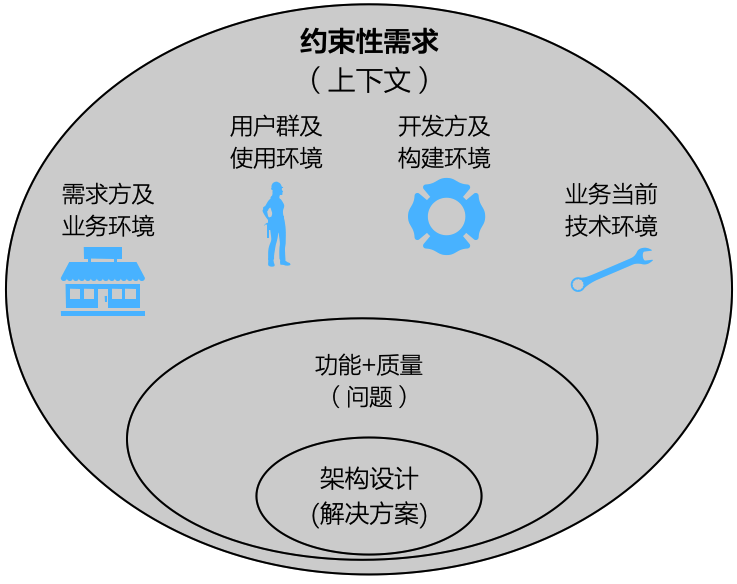 约束性需求
（上下文）
用户群及
使用环境
开发方及
构建环境
需求方及
业务环境
业务当前
技术环境
功能+质量
（问题）
架构设计
(解决方案)